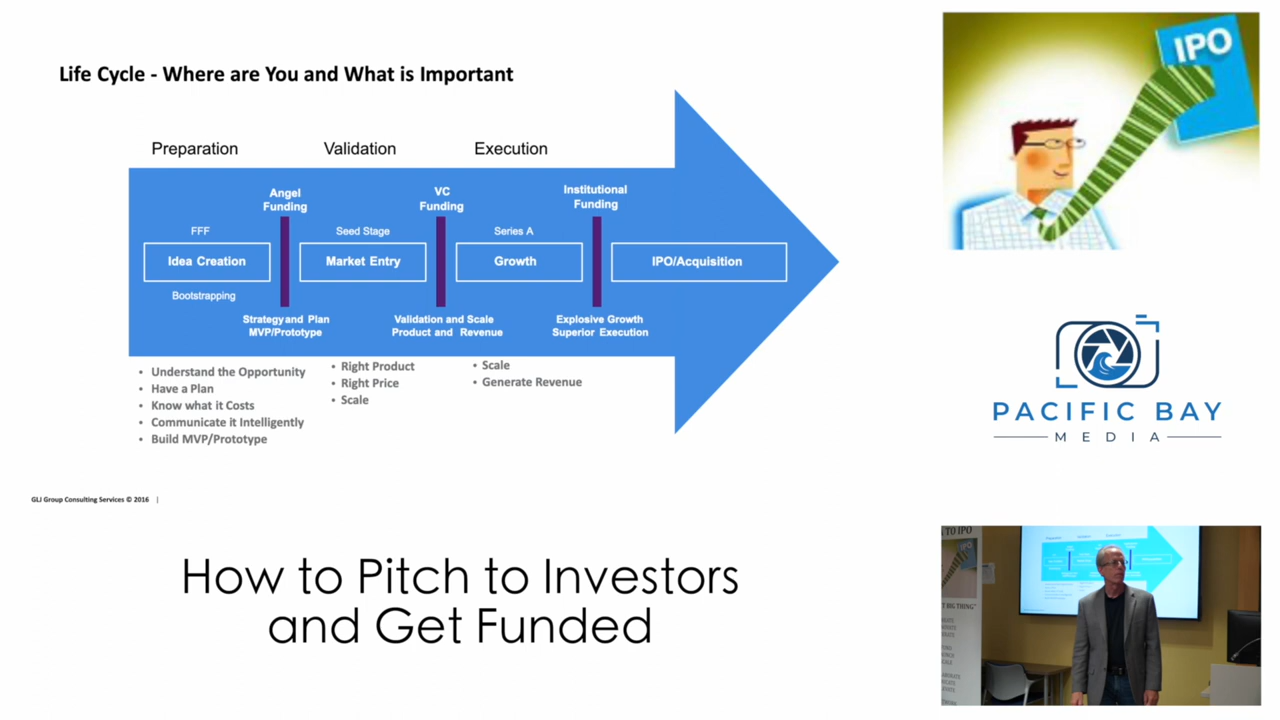 Life Cycle - Where are You and What is Important
Preparation
Validation
Execution
Angel
Funding
VC
Funding
Institutional
Funding
FFF
Seed Stage
Series A
Idea Creation
Market Entry
Growth
IPO/Acquisition
Bootstrapping
Strategy and Plan
MVP/Prototype
Validation and Scale
Product and Revenue
Explosive Growth
Superior Execution
• Understand the Opportunity
• Have a Plan
• Know what it Costs
• Communicate it Intelligently
• Build MVP/Prototype
• Right Product
• Right Price
• Scale
• Scale
• Generate Revenue
GLJ Group Consulting Services © 2016 |
How to Pitch to Investors
and Get Funded
IPO
PACIFIC BAY
MEDIA
TO IPO
T BIG THING"